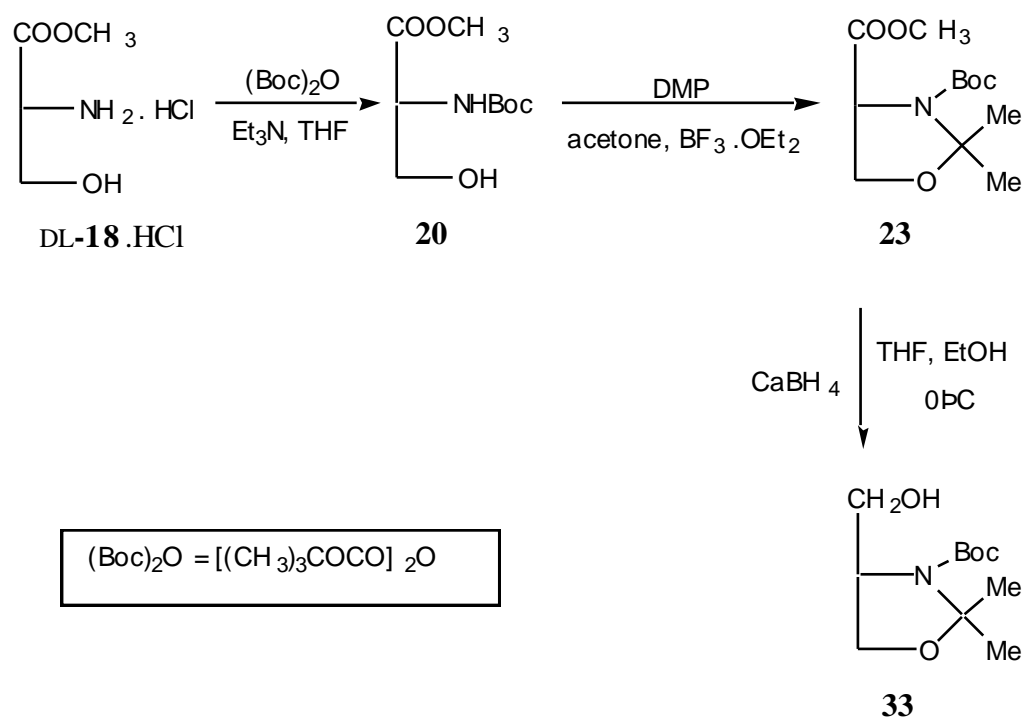 COOCH 3
NH 2 . HCl
OH
DL-18 .HCl
(Boc)2O
Et3N, THF
COOCH 3
NHBoc
OH
20
DMP
acetone, BF3 .OEt2
COOC H3
Boc
N
Me
O
Me
23
CaBH 4
THF, EtOH
0ÞC
CH2OH
Boc
N
Me
O
Me
33
(Boc)2O = [(CH 3)3COCO] 2O